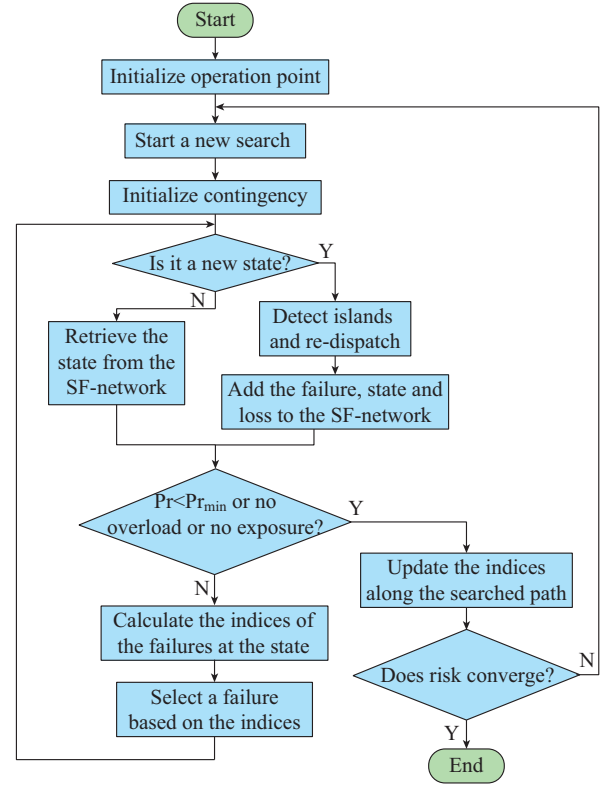 Start
Initialize operation point
Start a new search
Initialize contingency
Is it a new state?
Y
N
Retrieve the
state from the
SF-network
Detect islands
and re-dispatch
Add the failure, state and
loss to the SF-network
Pr<Pr_min or no
overload or no exposure?
Y
N
Update the indices
along the searched path
Calculate the indices of
the failures at the state
Does risk converge?
N
Select a failure
based on the indices
Y
End